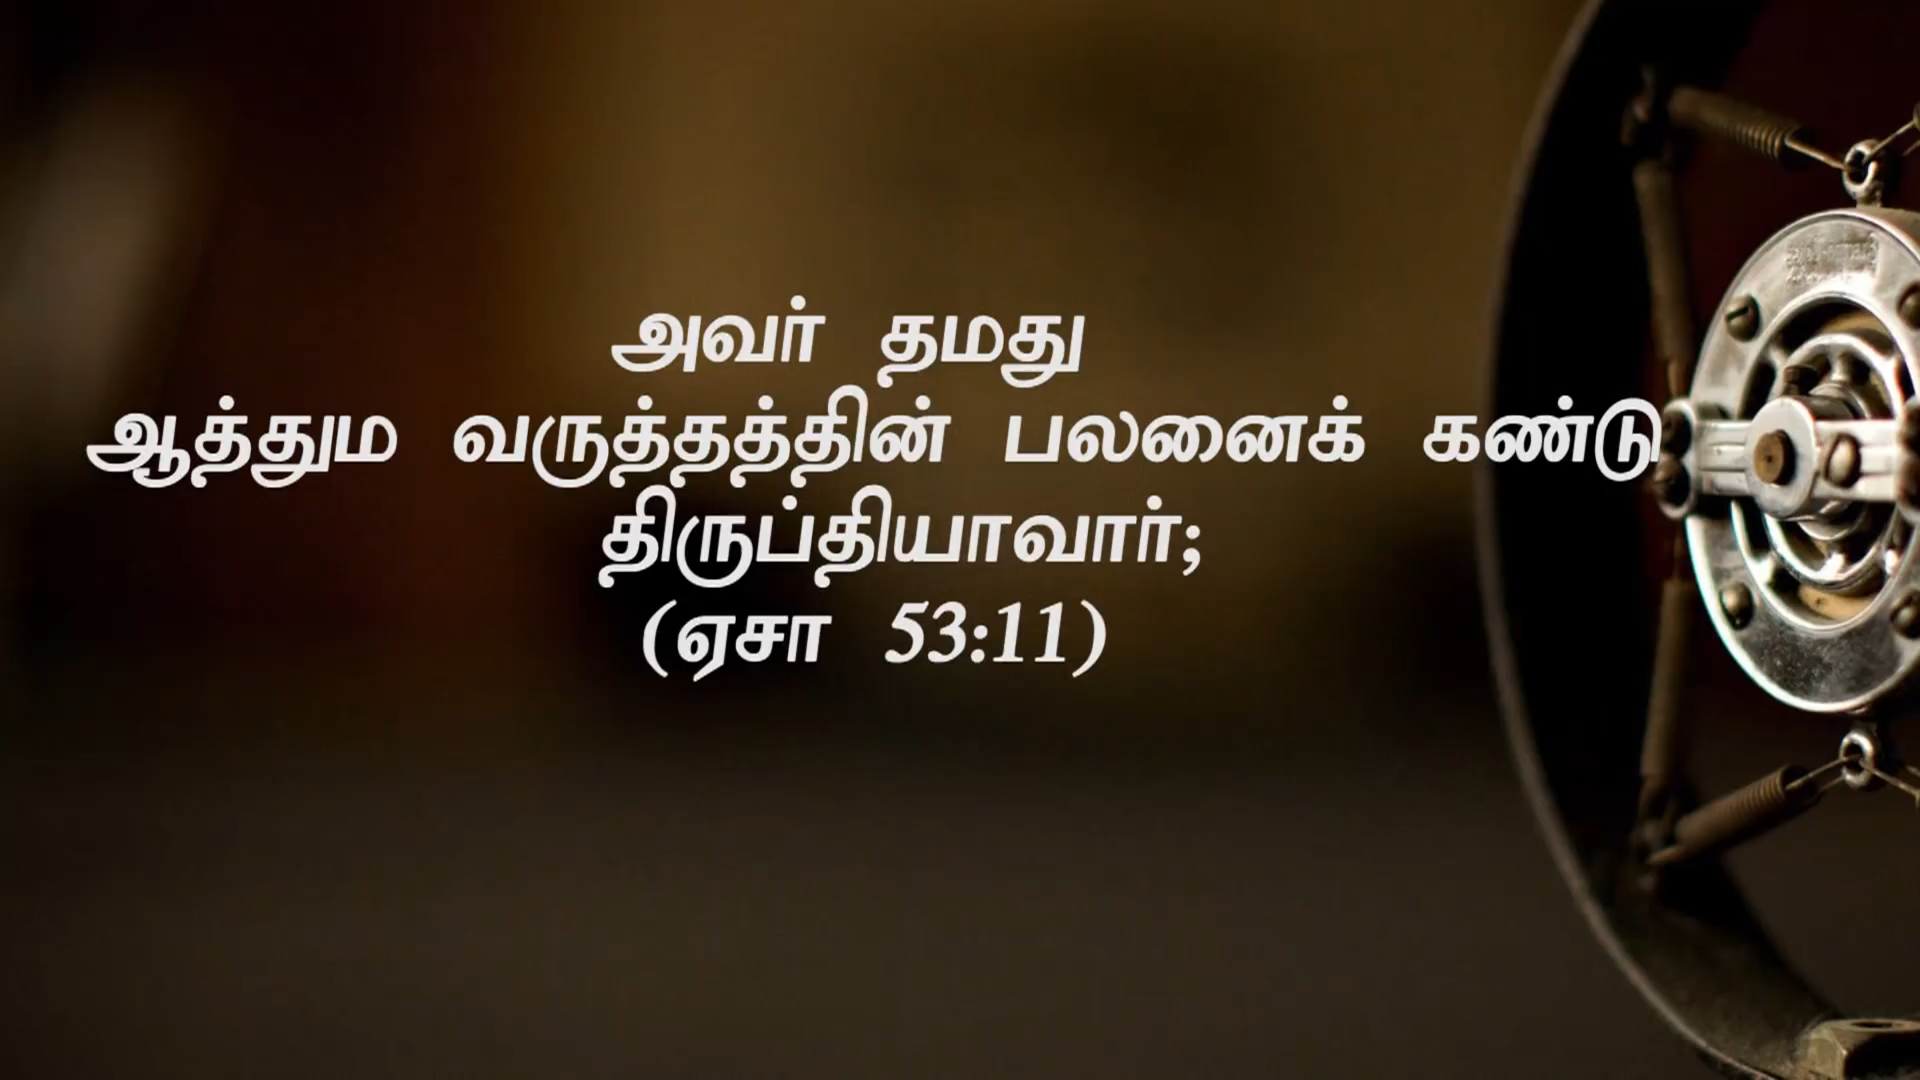 அவர் தமது
ஆத்தும வருத்தத்தின் பலனைக் கண்டு
திருப்தியாவார்;
(ஏசா 53:11)